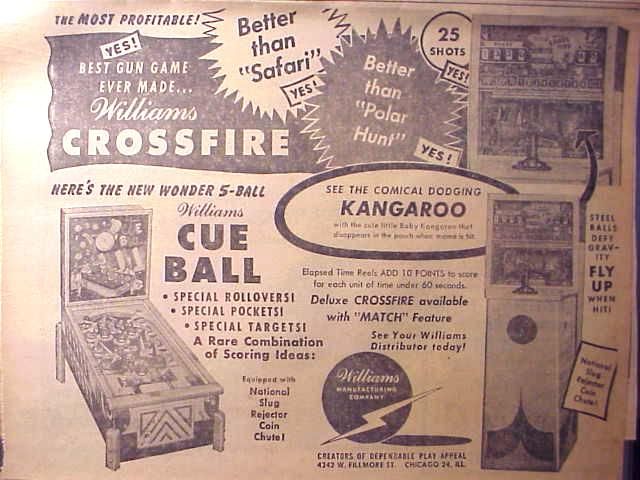 THE MOST PROFITABLE!
YES!
BEST GUN GAME
EVER MADE...
Williams
CROSSFIRE
Better
than
"Safari"
YES!
Better
than
"Polar
Hunt"
YES!
25
SHOTS
YES!
HERE'S THE NEW WONDER 5-BALL
Williams
CUE
BALL
• SPECIAL ROLLOVERS!
• SPECIAL POCKETS!
• SPECIAL TARGETS!
A Rare Combination
of Scoring Ideas:
Equipped with
National
Slug
Rejector
Coin
Chute!
SEE THE COMICAL DODGING
KANGAROO
with the cute little Baby Kangaroo that
disappears in the pouch when mama is hit.
Elapsed Time Reels ADD 10 POINTS to score
for each unit of time under 60 seconds.
Deluxe CROSSFIRE available
with "MATCH" Feature
See Your Williams
Distributor today!
Williams
MANUFACTURING
COMPANY
CREATORS OF DEPENDABLE PLAY APPEAL
4242 W. FILLMORE ST. CHICAGO 24, ILL.
STEEL
BALLS
DEFY
GRAV-
ITY
FLY
UP
WHEN
HIT!
National
Slug
Rejector
Coin
Chute!